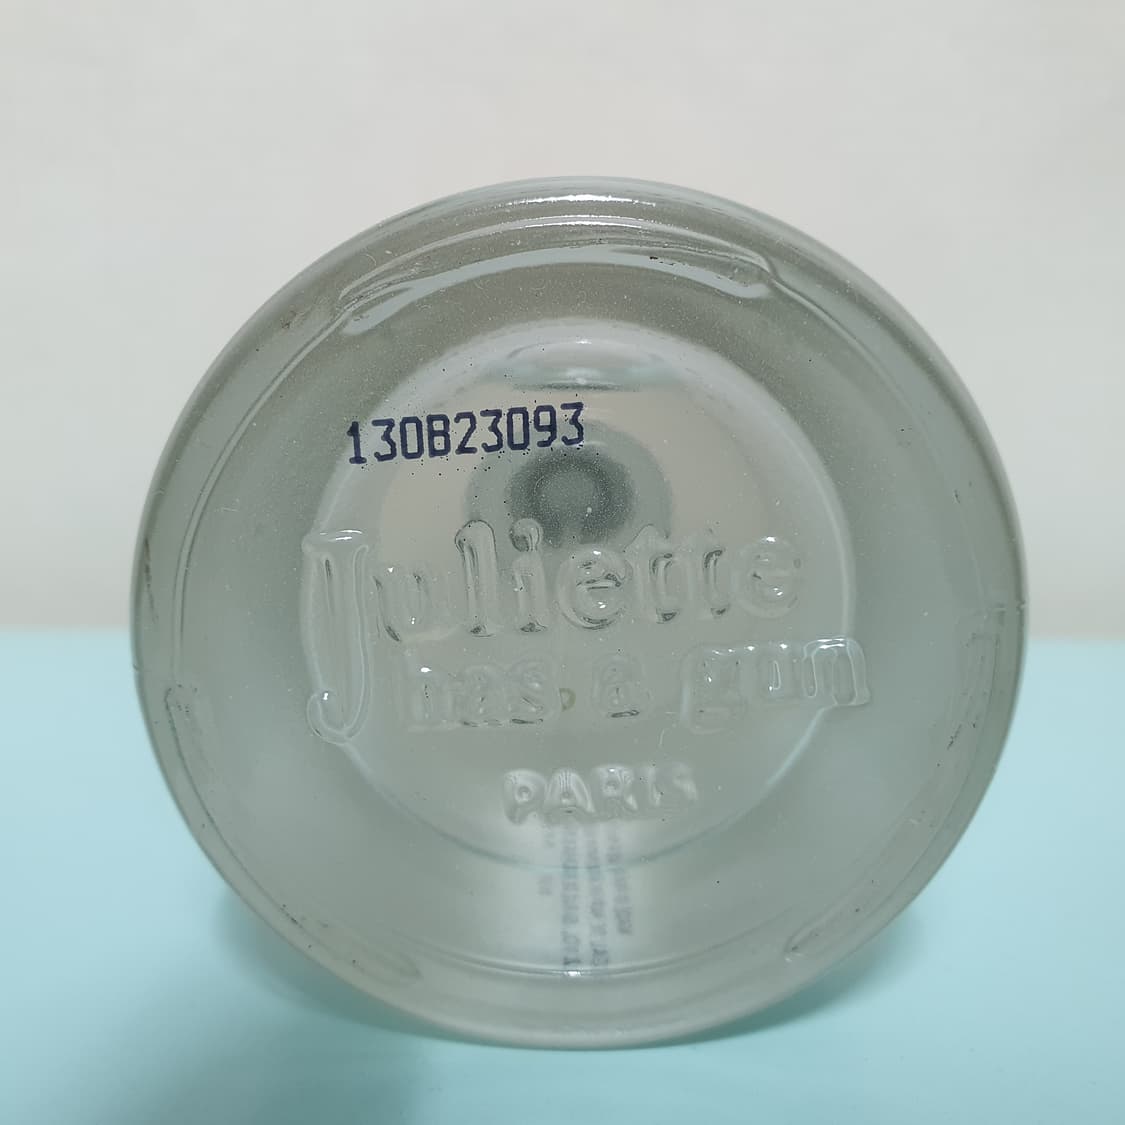 130B23093
Juliette
has a gun
PARIS